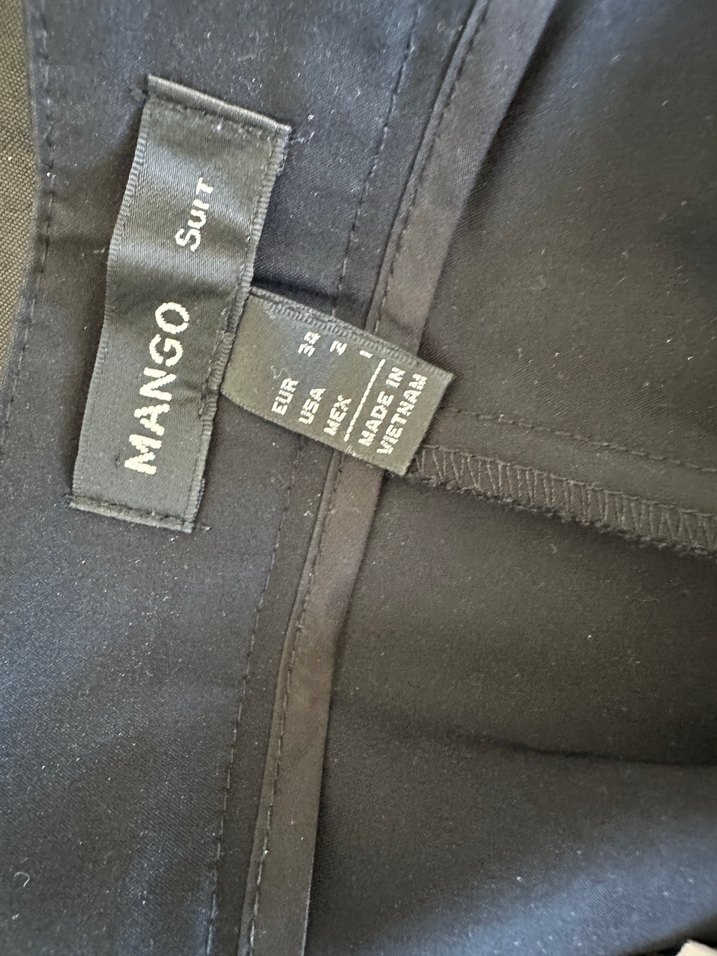 MANGO Suit
EUR 34
USA 2
MEX 1
MADE IN
VIETNAM